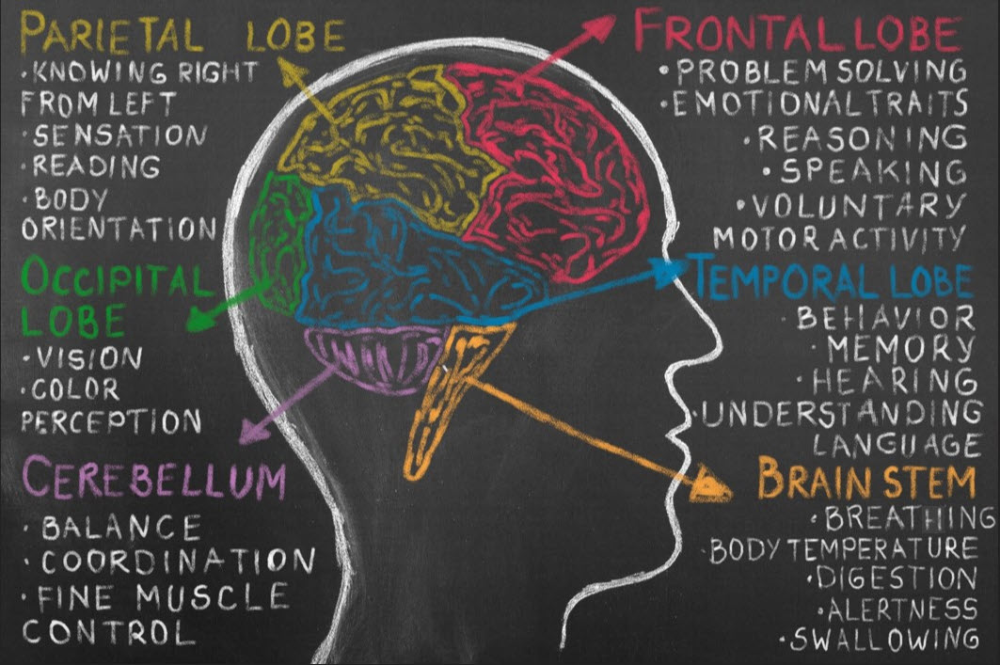 PARIETAL LOBE
·KNOWING RIGHT
FROM LEFT
·SENSATION
·READING
·BODY
ORIENTATION
OCCIPITAL
LOBE
·VISION
·COLOR
PERCEPTION
CEREBELLUM
·BALANCE
·COORDINATION
·FINE MUSCLE
CONTROL
FRONTAL LOBE
·PROBLEM SOLVING
·EMOTIONAL TRAITS
·REASONING
·SPEAKING
·VOLUNTARY
MOTOR ACTIVITY
TEMPORAL LOBE
·BEHAVIOR
·MEMORY
·HEARING
·UNDERSTANDING
LANGUAGE
BRAIN STEM
·BREATHING
·BODY TEMPERATURE
·DIGESTION
·ALERTNESS
·SWALLOWING